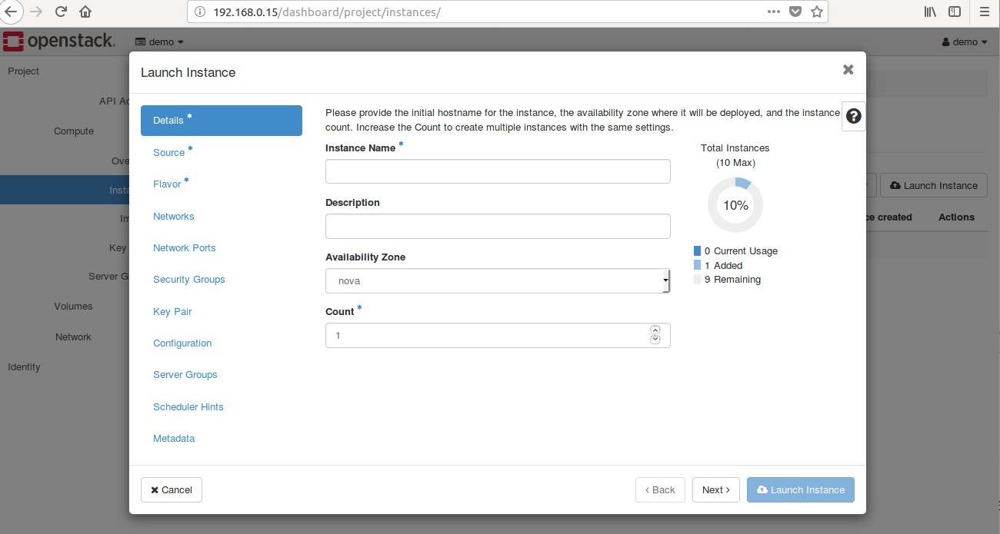 192.168.0.15/dashboard/project/instances/
openstack.
demo
demo
Project
API Ac
Compute
Ove
Insta
Im
Key
Server G
Volumes
Network
Identity
Launch Instance
ce created
Actions
Launch Instance
Details *
Source *
Flavor *
Networks
Network Ports
Security Groups
Key Pair
Configuration
Server Groups
Scheduler Hints
Metadata
Please provide the initial hostname for the instance, the availability zone where it will be deployed, and the instance
count. Increase the Count to create multiple instances with the same settings.
Instance Name *
Description
Availability Zone
nova
Count *
1
Total Instances
(10 Max)
10%
0 Current Usage
1 Added
9 Remaining
Cancel
Back
Next
Launch Instance